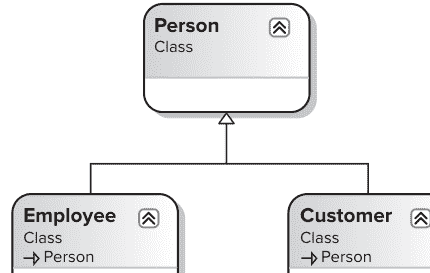 Person
Class
Employee
Class
Person
Customer
Class
Person